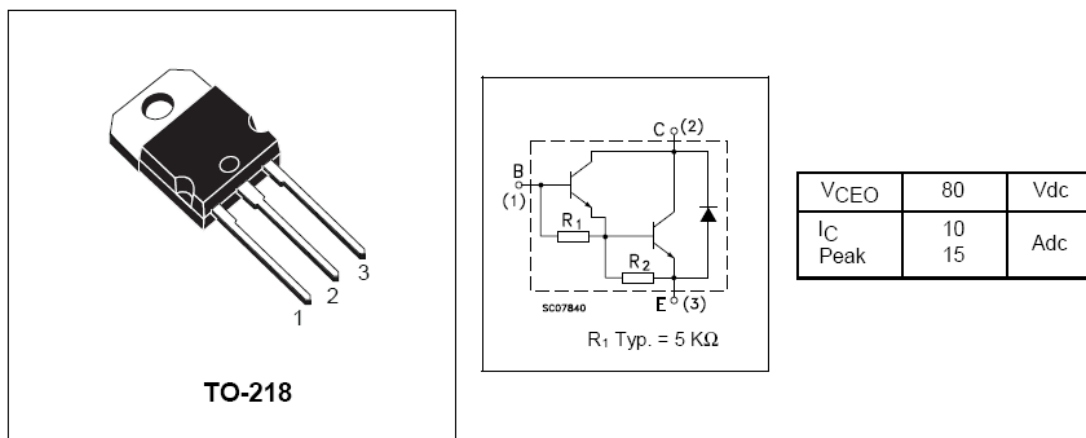 1
2
3
TO-218
C (2)
B
(1)
R1
R2
SC07840
E (3)
R1 Typ. = 5 KΩ
VCEO 80 Vdc
IC 10 Adc
Peak 15